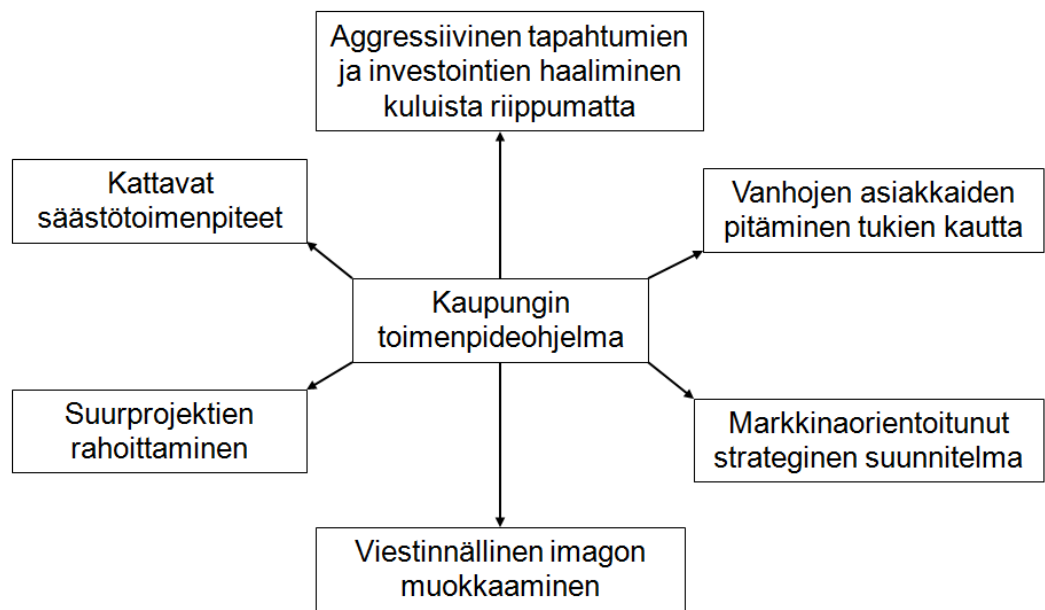 Aggressiivinen tapahtumien
ja investointien haaliminen
kuluista riippumatta
Kattavat
säästötoimenpiteet
Vanhojen asiakkaiden
pitäminen tukien kautta
Kaupungin
toimenpideohjelma
Suurprojektien
rahoittaminen
Markkinaorientoitunut
strateginen suunnitelma
Viestinnällinen imagon
muokkaaminen